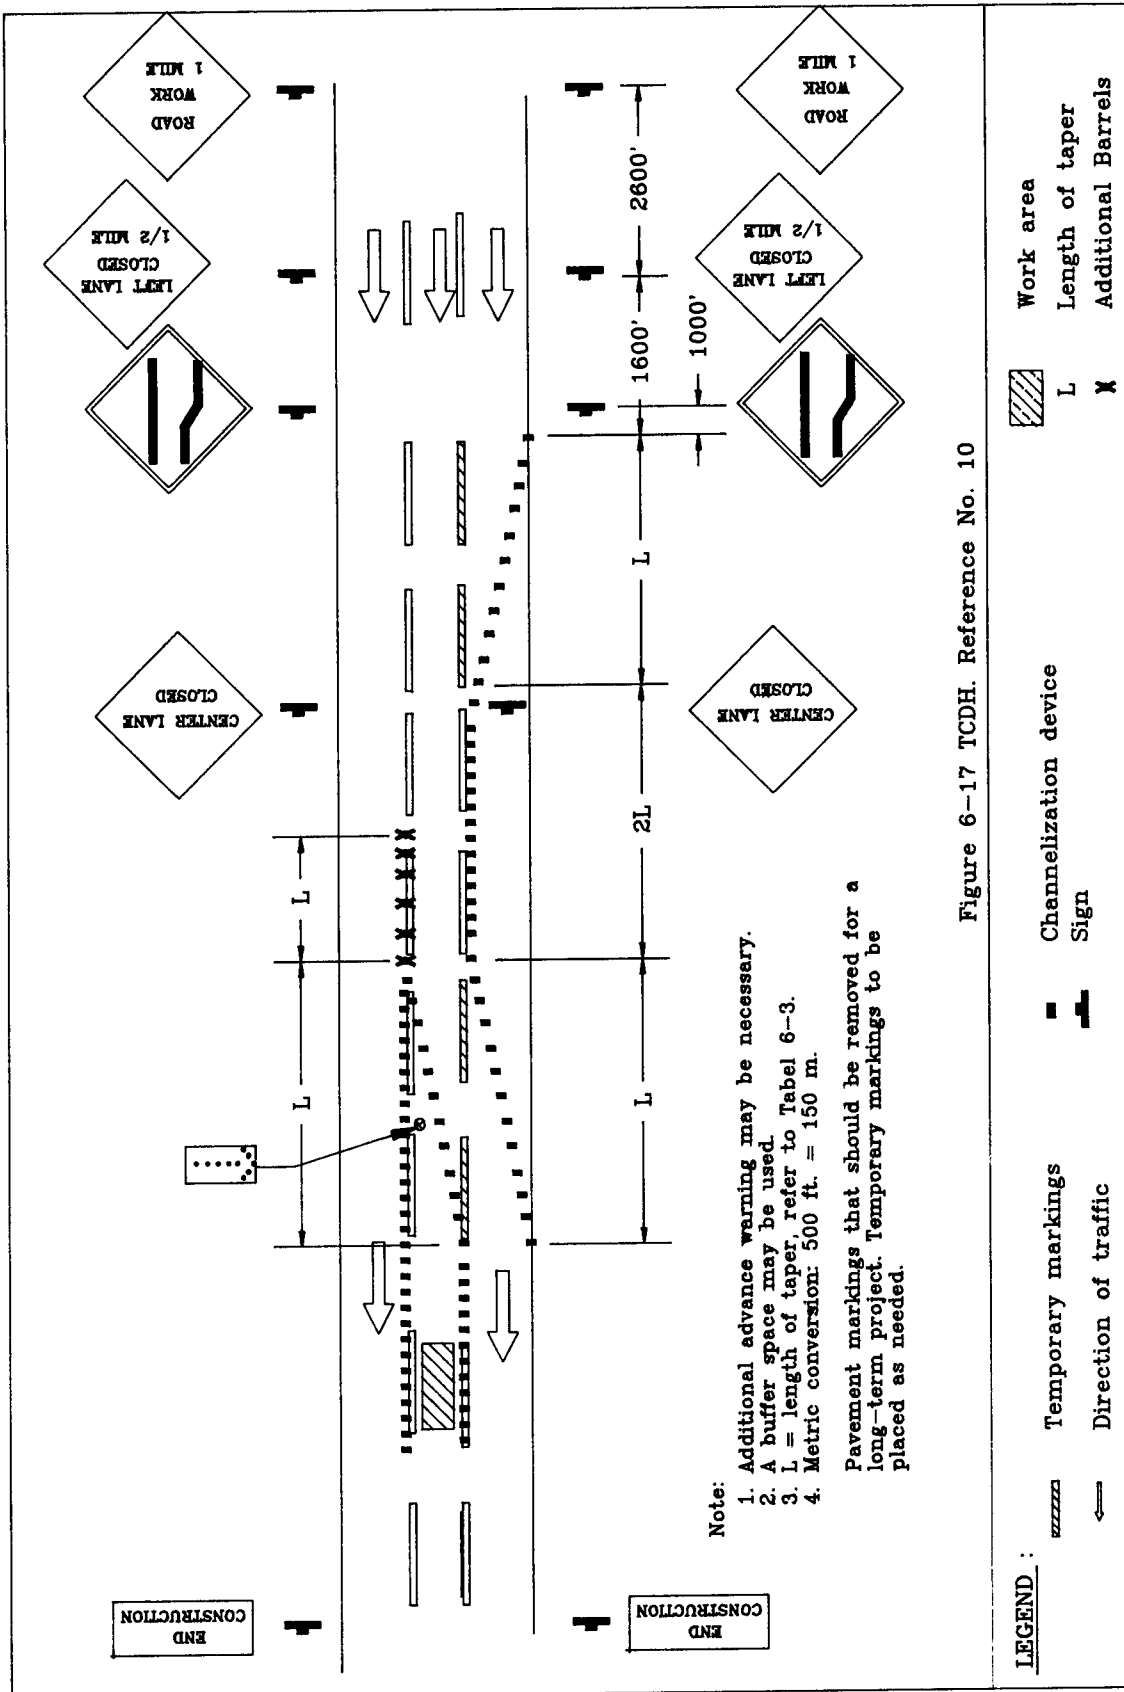 END
CONSTRUCTION
CENTER LANE
CLOSED
LEFT LANE
CLOSED
1/2 MILE
ROAD
WORK
1 MILE
L
L
L
2L
L
1600'
2600'
1000'
END
CONSTRUCTION
CENTER LANE
CLOSED
LEFT LANE
CLOSED
1/2 MILE
ROAD
WORK
1 MILE
Note:
1. Additional advance warning may be necessary.
2. A buffer space may be used.
3. L = length of taper, refer to Tabel 6-3.
4. Metric conversion: 500 ft. = 150 m.
Pavement markings that should be removed for a
long-term project. Temporary markings to be
placed as needed.
Figure 6-17 TCDH. Reference No. 10
LEGEND :
Temporary markings
Direction of traffic
Channelization device
Sign
Work area
L Length of taper
Additional Barrels